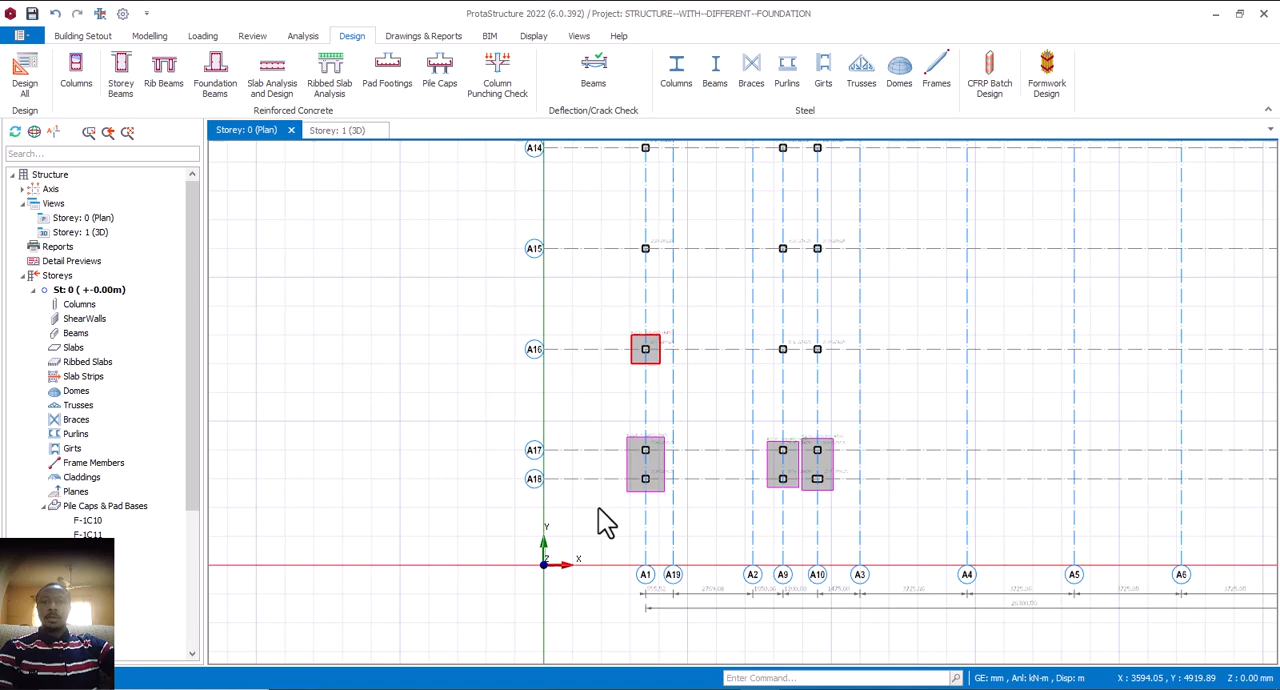 ProtaStructure 2022 (6.0.392) / Project: STRUCTURE--WITH--DIFFERENT--FOUNDATION
Building Setout Modelling Loading Review Analysis Design Drawings & Reports BIM Display Views Help
Design All
Columns
Storey Beams
Rib Beams
Foundation Beams
Slab Analysis and Design
Ribbed Slab Analysis
Pad Footings
Pile Caps
Column Punching Check
Beams
Columns
Beams
Braces
Purlins
Girts
Trusses
Domes
Frames
CFRP Batch Design
Formwork Design
Design
Reinforced Concrete
Deflection/Crack Check
Steel
Storey: 0 (Plan)
Storey: 1 (3D)
Search...
Structure
Axis
Views
Storey: 0 (Plan)
Storey: 1 (3D)
Reports
Detail Previews
Storeys
St: 0 ( +-0.00m)
Columns
ShearWalls
Beams
Slabs
Ribbed Slabs
Slab Strips
Domes
Trusses
Braces
Purlins
Girts
Frame Members
Claddings
Planes
Pile Caps & Pad Bases
F-1C10
F-1C11
A14
A15
A16
A17
A18
Y
Z
X
A1 A19 A2 A9 A10 A3 A4 A5 A6
3725.06
Enter Command...
GE: mm , Anl: kN-m , Disp: m
X : 3594.05 , Y : 4919.89
Z : 0.00 mm